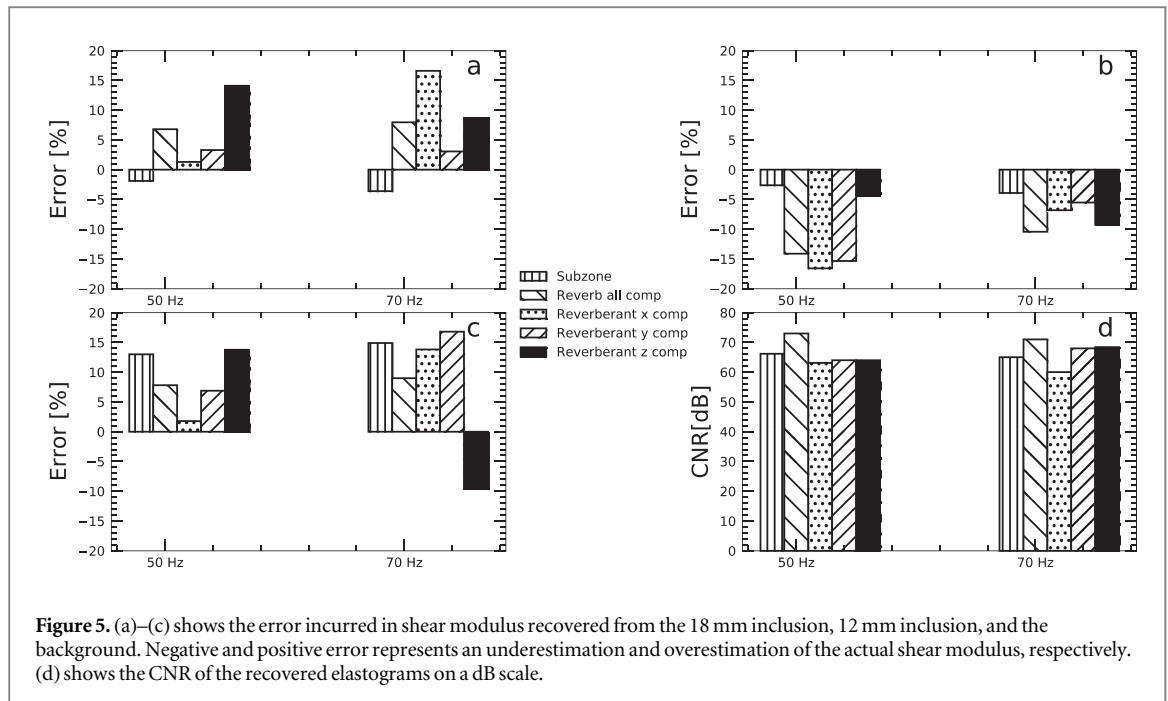 a
Error [%]
20
15
10
5
0
−5
−10
−15
−20
50 Hz
70 Hz
b
Error [%]
20
15
10
5
0
−5
−10
−15
−20
50 Hz
70 Hz
Subzone
Reverb all comp
Reverberant x comp
Reverberant y comp
Reverberant z comp
c
Error [%]
20
15
10
5
0
−5
−10
−15
−20
50 Hz
70 Hz
d
CNR[dB]
80
70
60
50
40
30
20
10
0
50 Hz
70 Hz
Figure 5. (a)–(c) shows the error incurred in shear modulus recovered from the 18 mm inclusion, 12 mm inclusion, and the
background. Negative and positive error represents an underestimation and overestimation of the actual shear modulus, respectively.
(d) shows the CNR of the recovered elastograms on a dB scale.